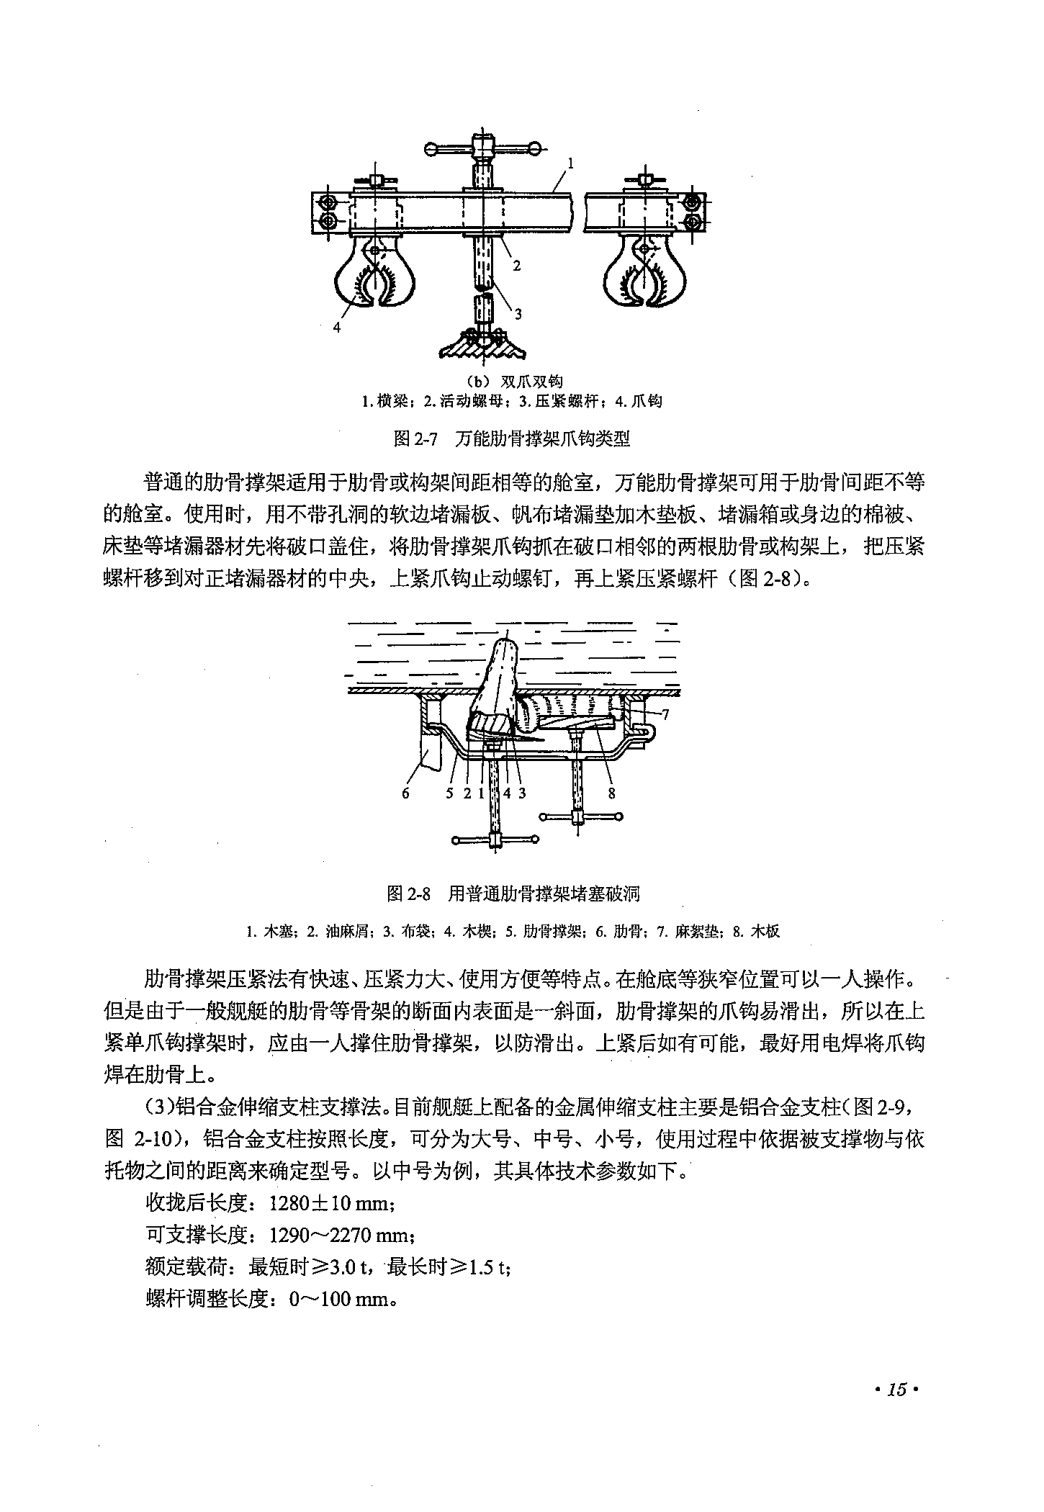 1
2
3
4
(b) 双爪双钩
1.横梁；2.活动螺母；3.压紧螺杆；4.爪钩
图 2-7 万能肋骨撑架爪钩类型
普通的肋骨撑架适用于肋骨或构架间距相等的舱室，万能肋骨撑架可用于肋骨间距不等
的舱室。使用时，用不带孔洞的软边堵漏板、帆布堵漏垫加木垫板、堵漏箱或身边的棉被、
床垫等堵漏器材先将破口盖住，将肋骨撑架爪钩抓在破口相邻的两根肋骨或构架上，把压紧
螺杆移到对正堵漏器材的中央，上紧爪钩止动螺钉，再上紧压紧螺杆（图 2-8）。
7
6 5 2 1 4 3 8
图 2-8 用普通肋骨撑架堵塞破洞
1. 木塞；2. 油麻屑；3. 布袋；4. 木楔；5. 肋骨撑架；6. 肋骨；7. 麻絮垫；8. 木板
肋骨撑架压紧法有快速、压紧力大、使用方便等特点。在舱底等狭窄位置可以一人操作。
但是由于一般舰艇的肋骨等骨架的断面内表面是一斜面，肋骨撑架的爪钩易滑出，所以在上
紧单爪钩撑架时，应由一人撑住肋骨撑架，以防滑出。上紧后如有可能，最好用电焊将爪钩
焊在肋骨上。
(3)铝合金伸缩支柱支撑法。目前舰艇上配备的金属伸缩支柱主要是铝合金支柱（图 2-9，
图 2-10），铝合金支柱按照长度，可分为大号、中号、小号，使用过程中依据被支撑物与依
托物之间的距离来确定型号。以中号为例，其具体技术参数如下。
收拢后长度：1280±10 mm；
可支撑长度：1290～2270 mm；
额定载荷：最短时≥3.0 t，最长时≥1.5 t；
螺杆调整长度：0～100 mm。
·15·